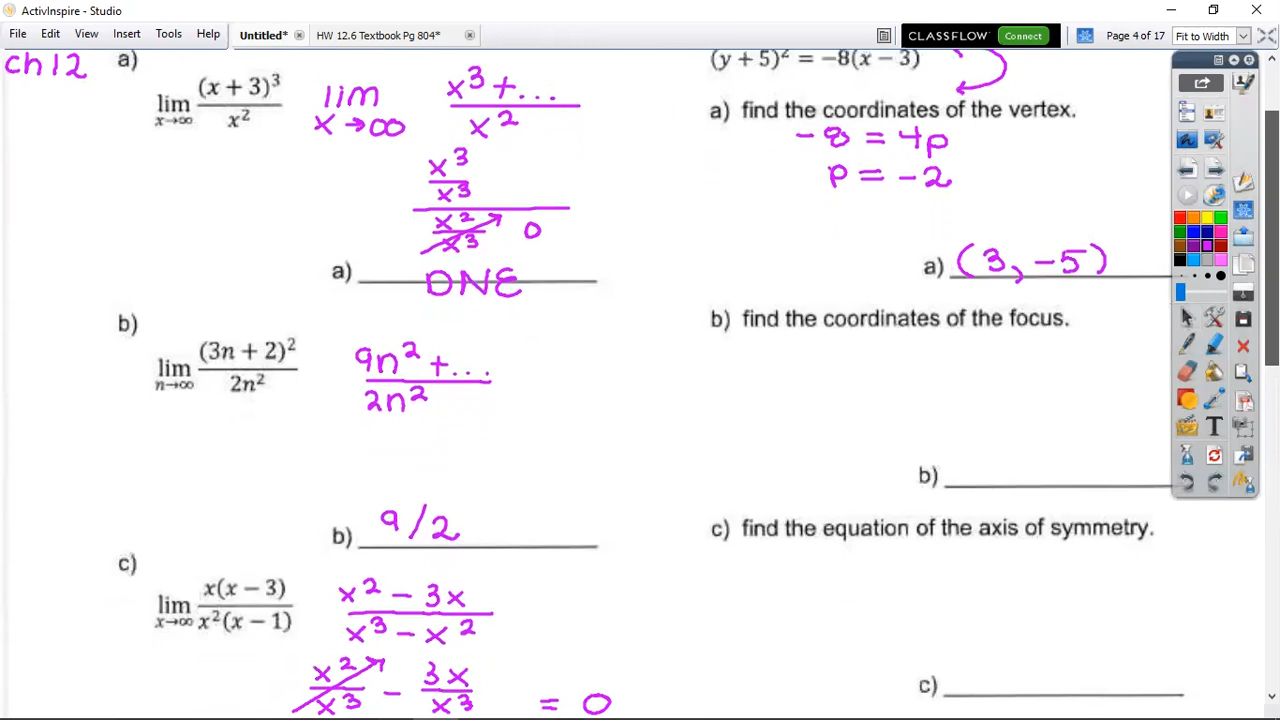 ActivInspire - Studio
File Edit View Insert Tools Help Untitled* HW 12.6 Textbook Pg 804* CLASSFLOW Connect Page 4 of 17 Fit to Width
ch 12
a)
lim x→∞ (x + 3)³ / x²
lim x→∞ x³ + ... / x²
x³/x³
x²/x³ 0
a) DNE
b)
lim n→∞ (3n + 2)² / 2n²
9n² + ... / 2n²
b) 9/2
c)
lim x→∞ x(x − 3) / x²(x − 1)
x² − 3x / x³ − x²
x²/x³ − 3x/x³ = 0
(y + 5)² = −8(x − 3)
a) find the coordinates of the vertex.
−8 = 4p
p = −2
a) (3, −5)
b) find the coordinates of the focus.
b)
c) find the equation of the axis of symmetry.
c)
T